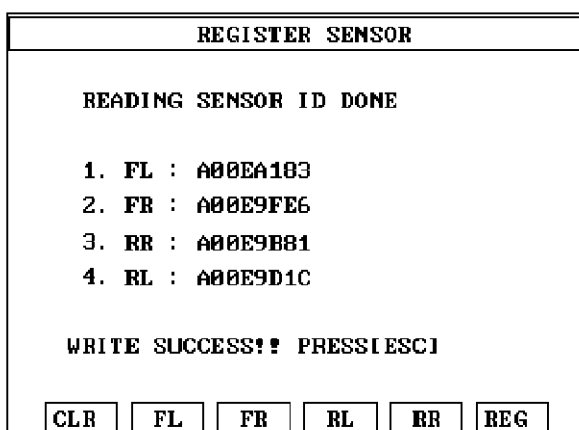 REGISTER SENSOR
READING SENSOR ID DONE
1. FL : A00EA183
2. FR : A00E9FE6
3. RR : A00E9B81
4. RL : A00E9D1C
WRITE SUCCESS!! PRESS[ESC]
CLR FL FR RL RR REG